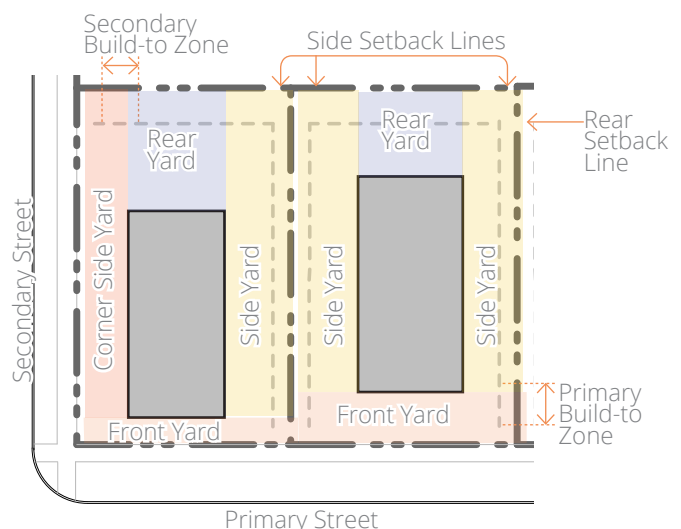 Secondary
Build-to Zone
Side Setback Lines
Rear
Yard
Rear
Yard
Rear
Setback
Line
Secondary Street
Corner Side Yard
Side Yard
Side Yard
Side Yard
Primary
Build-to
Zone
Front Yard
Front Yard
Primary Street